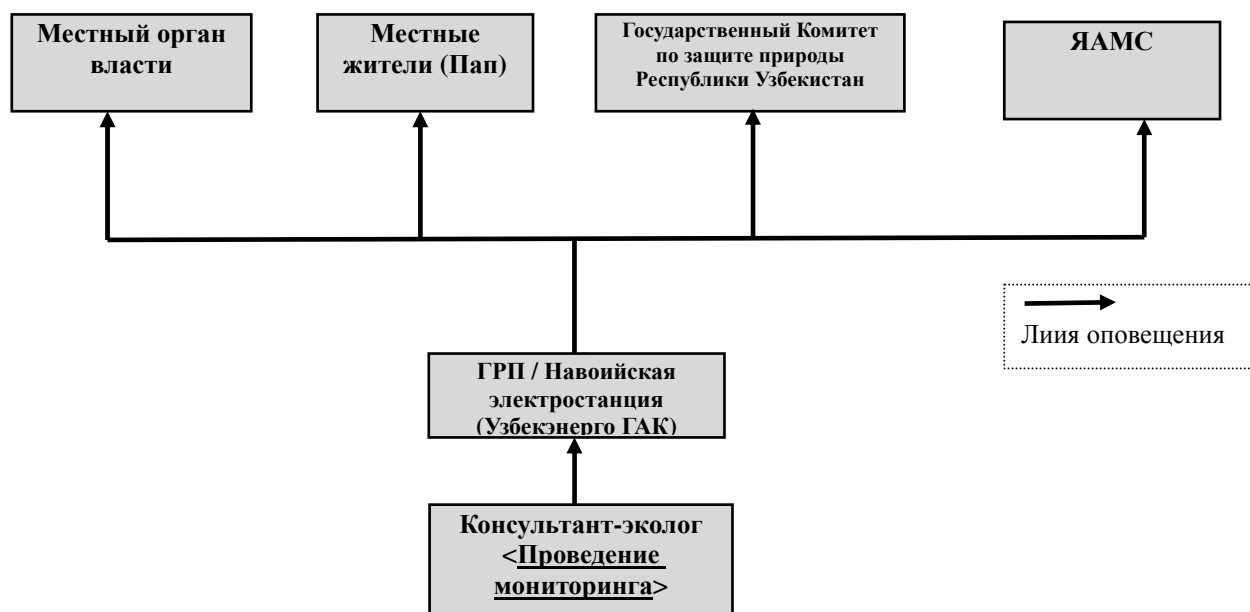 Местный орган
власти
Местные
жители (Пап)
Государственный Комитет
по защите природы
Республики Узбекистан
ЯАМС
Лиия оповещения
ГРП / Навоийская
электростанция
(Узбекэнерго ГАК)
Консультант-эколог
<Проведение
мониторинга>